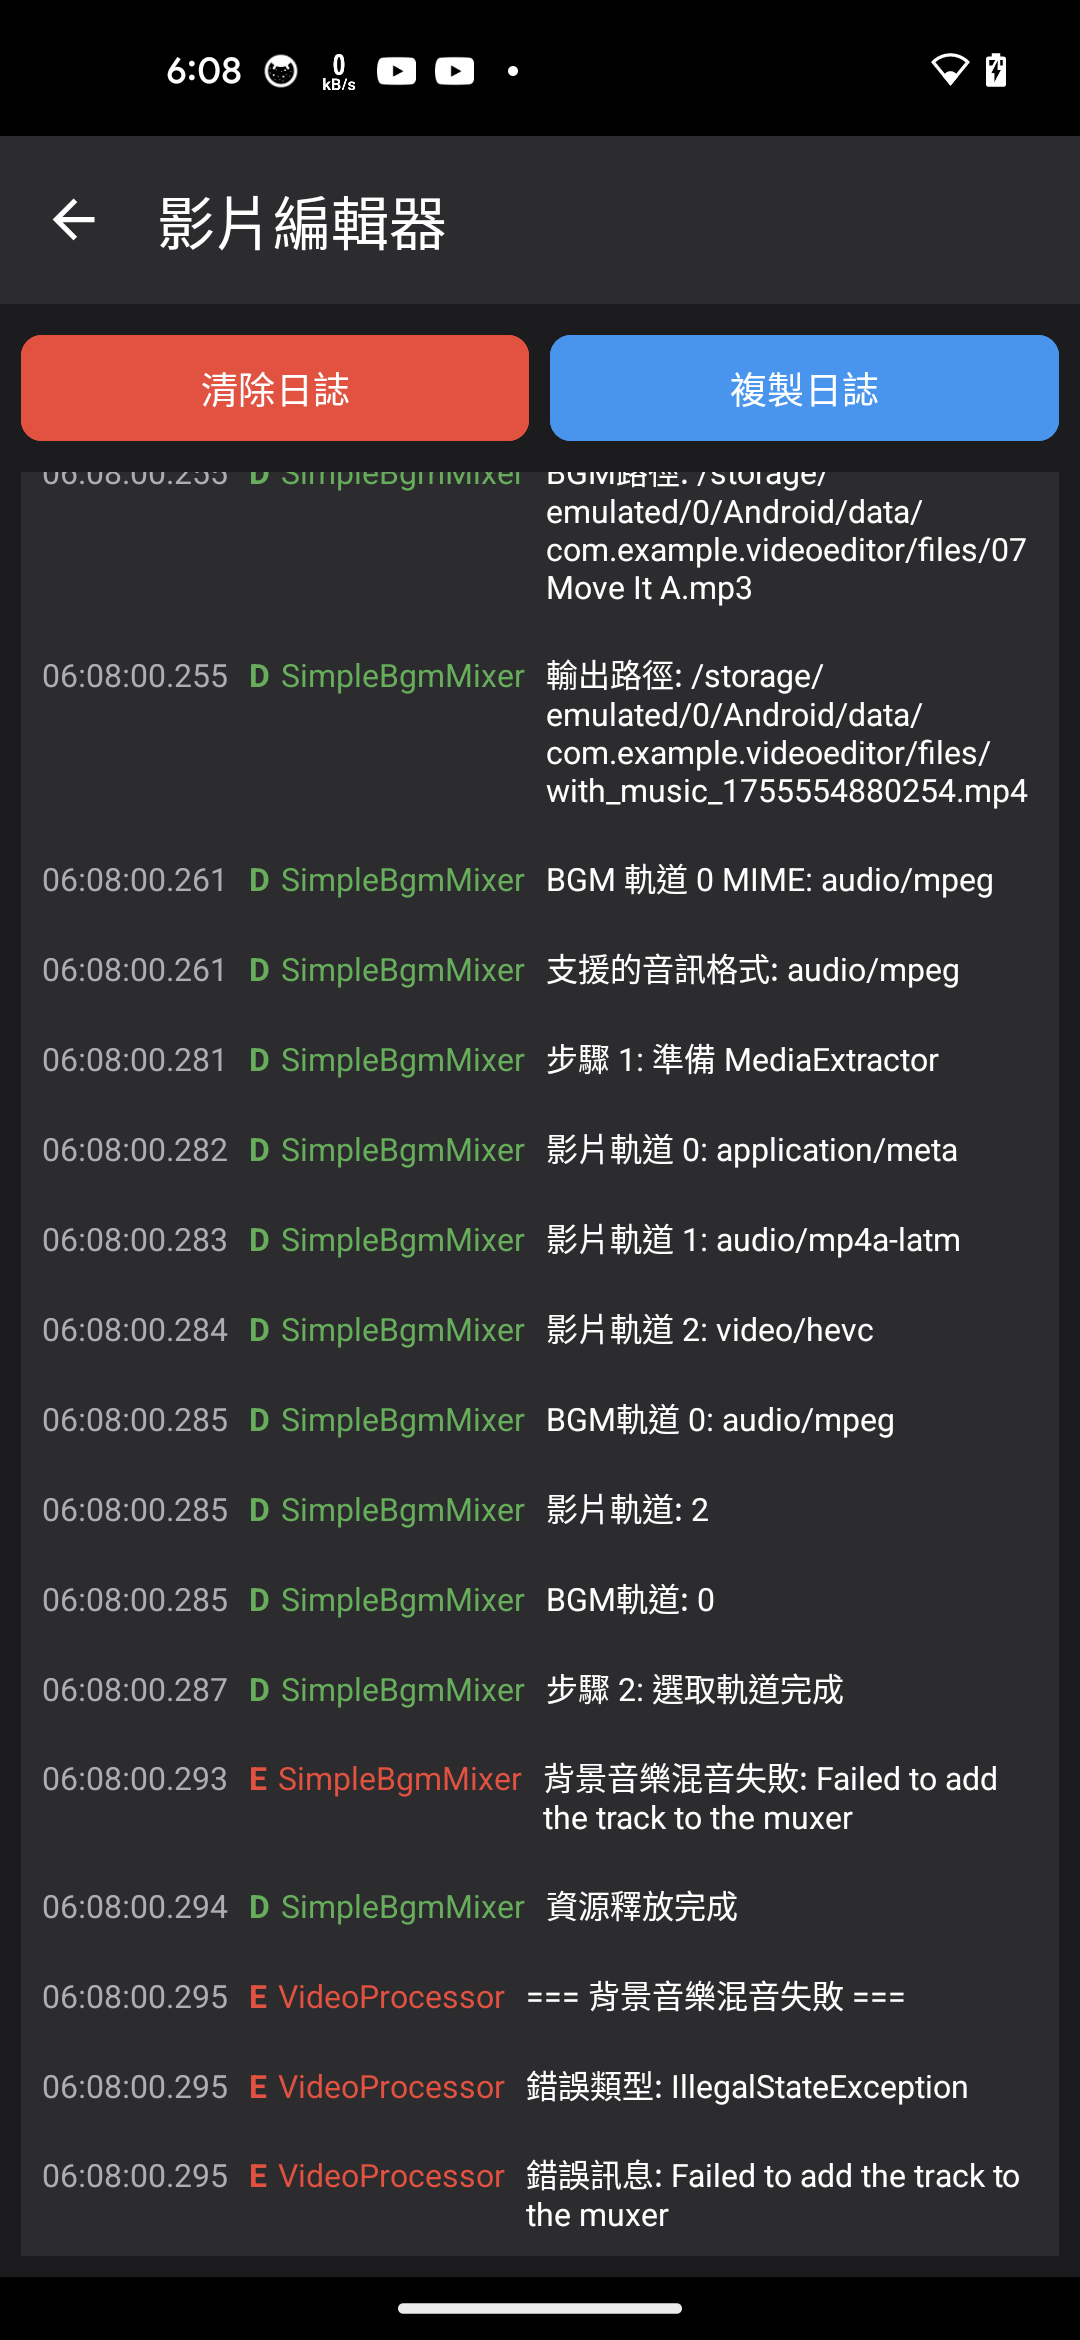 6:08
0
kB/s
影片編輯器
清除日誌
複製日誌
06:08:00.255 D SimpleBgmMixer BGM路徑: /storage/
emulated/0/Android/data/
com.example.videoeditor/files/07
Move It A.mp3
06:08:00.255 D SimpleBgmMixer 輸出路徑: /storage/
emulated/0/Android/data/
com.example.videoeditor/files/
with_music_1755554880254.mp4
06:08:00.261 D SimpleBgmMixer BGM 軌道 0 MIME: audio/mpeg
06:08:00.261 D SimpleBgmMixer 支援的音訊格式: audio/mpeg
06:08:00.281 D SimpleBgmMixer 步驟 1: 準備 MediaExtractor
06:08:00.282 D SimpleBgmMixer 影片軌道 0: application/meta
06:08:00.283 D SimpleBgmMixer 影片軌道 1: audio/mp4a-latm
06:08:00.284 D SimpleBgmMixer 影片軌道 2: video/hevc
06:08:00.285 D SimpleBgmMixer BGM軌道 0: audio/mpeg
06:08:00.285 D SimpleBgmMixer 影片軌道: 2
06:08:00.285 D SimpleBgmMixer BGM軌道: 0
06:08:00.287 D SimpleBgmMixer 步驟 2: 選取軌道完成
06:08:00.293 E SimpleBgmMixer 背景音樂混音失敗: Failed to add
the track to the muxer
06:08:00.294 D SimpleBgmMixer 資源釋放完成
06:08:00.295 E VideoProcessor === 背景音樂混音失敗 ===
06:08:00.295 E VideoProcessor 錯誤類型: IllegalStateException
06:08:00.295 E VideoProcessor 錯誤訊息: Failed to add the track to
the muxer